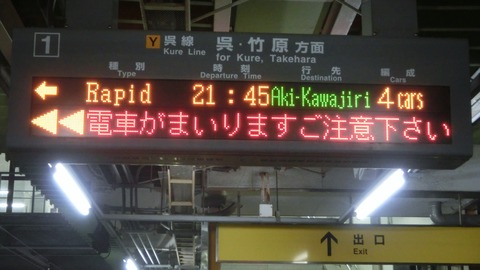 1
Y 呉線 呉・竹原 方面
Kure Line for Kure, Takehara
種別 時刻 行先 編成
Type Departure Time Destination Cars
← Rapid 21:45 Aki-Kawajiri 4 cars
◀◀電車がまいりますご注意下さい
↑ 出口
Exit